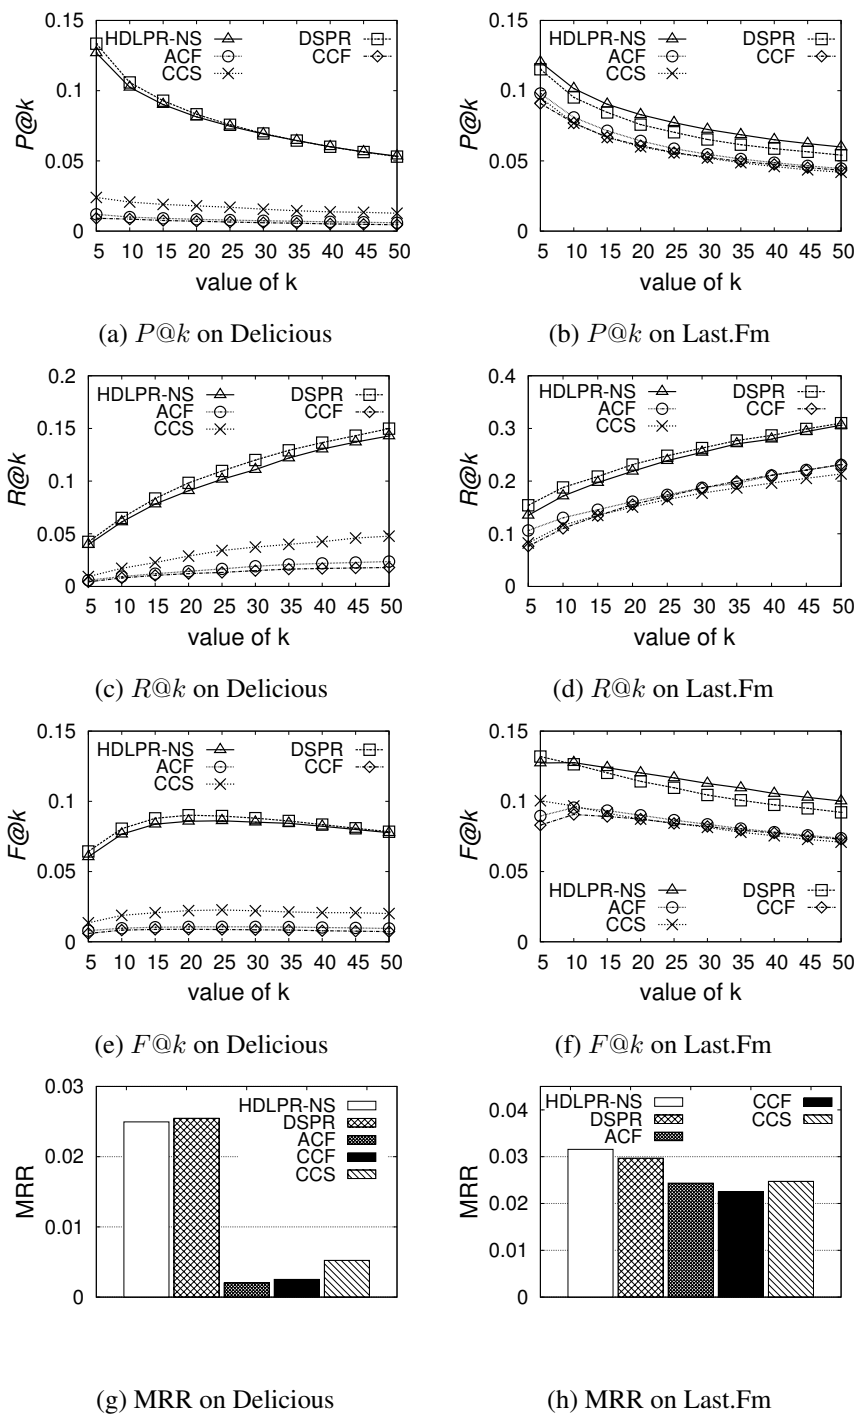 0.15
0.1
0.05
0
P@k
HDLPR-NS
ACF
CCS
DSPR
CCF
5 10 15 20 25 30 35 40 45 50
value of k
(a) P@k on Delicious
0.15
0.1
0.05
0
P@k
HDLPR-NS
ACF
CCS
DSPR
CCF
5 10 15 20 25 30 35 40 45 50
value of k
(b) P@k on Last.Fm
0.2
0.15
0.1
0.05
0
R@k
HDLPR-NS
ACF
CCS
DSPR
CCF
5 10 15 20 25 30 35 40 45 50
value of k
(c) R@k on Delicious
0.4
0.3
0.2
0.1
0
R@k
HDLPR-NS
ACF
CCS
DSPR
CCF
5 10 15 20 25 30 35 40 45 50
value of k
(d) R@k on Last.Fm
0.15
0.1
0.05
0
F@k
HDLPR-NS
ACF
CCS
DSPR
CCF
5 10 15 20 25 30 35 40 45 50
value of k
(e) F@k on Delicious
0.15
0.1
0.05
0
F@k
HDLPR-NS
ACF
CCS
DSPR
CCF
5 10 15 20 25 30 35 40 45 50
value of k
(f) F@k on Last.Fm
0.03
0.02
0.01
0
MRR
HDLPR-NS
DSPR
ACF
CCF
CCS
(g) MRR on Delicious
0.04
0.03
0.02
0.01
0
MRR
HDLPR-NS
DSPR
ACF
CCF
CCS
(h) MRR on Last.Fm